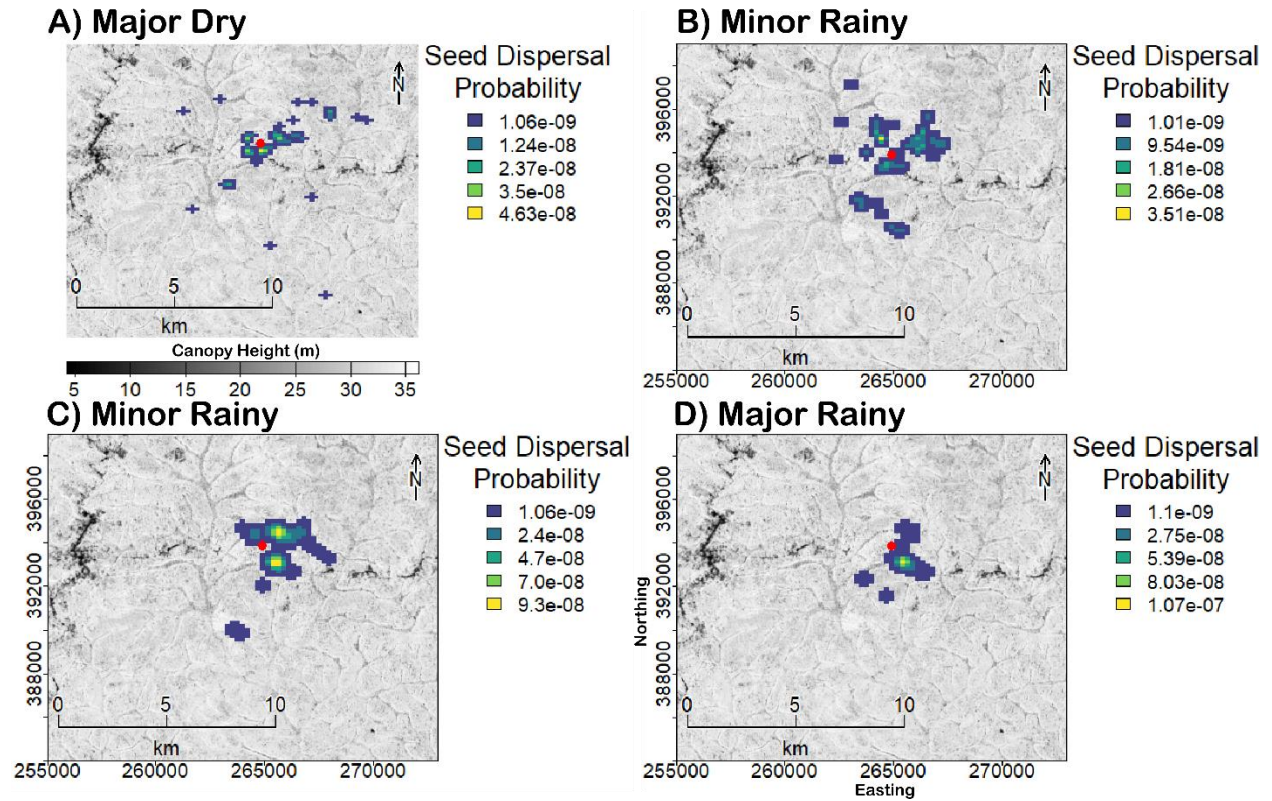 A) Major Dry
Seed Dispersal
Probability
1.06e-09
1.24e-08
2.37e-08
3.5e-08
4.63e-08
N
0 5 10
km
Canopy Height (m)
5 10 15 20 25 30 35
B) Minor Rainy
Seed Dispersal
Probability
1.01e-09
9.54e-09
1.81e-08
2.66e-08
3.51e-08
N
396000
392000
388000
0 5 10
km
255000 260000 265000 270000
C) Minor Rainy
Seed Dispersal
Probability
1.06e-09
2.4e-08
4.7e-08
7.0e-08
9.3e-08
N
396000
392000
388000
0 5 10
km
255000 260000 265000 270000
D) Major Rainy
Seed Dispersal
Probability
1.1e-09
2.75e-08
5.39e-08
8.03e-08
1.07e-07
N
Northing
396000
392000
388000
0 5 10
km
255000 260000 265000 270000
Easting